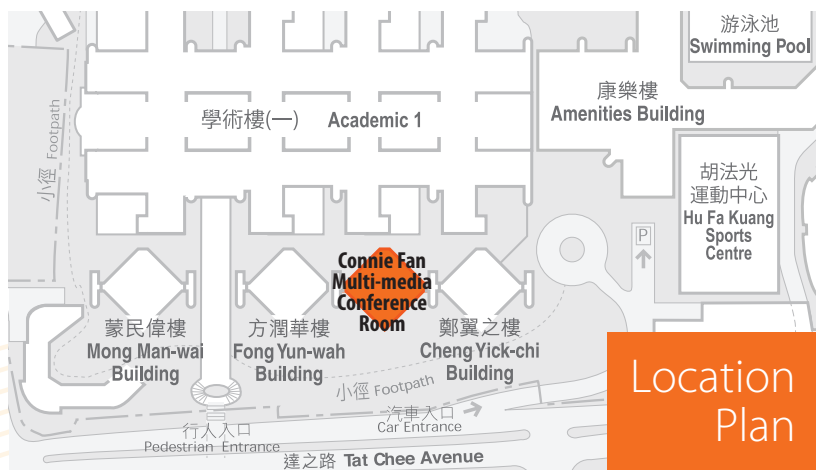 游泳池
Swimming Pool
康樂樓
Amenities Building
學術樓(一) Academic 1
小徑 Footpath
胡法光
運動中心
Hu Fa Kuang
Sports
Centre
P
Connie Fan
Multi-media
Conference
Room
蒙民偉樓
Mong Man-wai
Building
方潤華樓
Fong Yun-wah
Building
鄭翼之樓
Cheng Yick-chi
Building
小徑 Footpath
汽車入口
Car Entrance
行人入口
Pedestrian Entrance
達之路 Tat Chee Avenue
Location
Plan